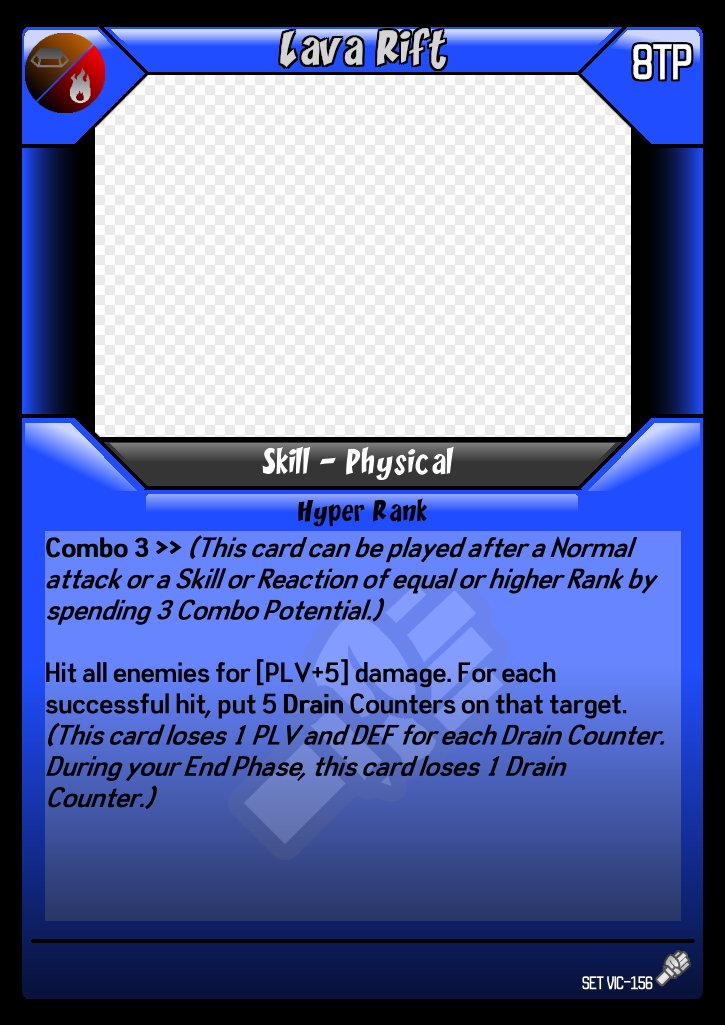 Lava Rift
8TP
Skill - Physical
Hyper Rank
Combo 3 >> (This card can be played after a Normal
attack or a Skill or Reaction of equal or higher Rank by
spending 3 Combo Potential.)
Hit all enemies for [PLV+5] damage. For each
successful hit, put 5 Drain Counters on that target.
(This card loses 1 PLV and DEF for each Drain Counter.
During your End Phase, this card loses 1 Drain
Counter.)
SET VIC-156